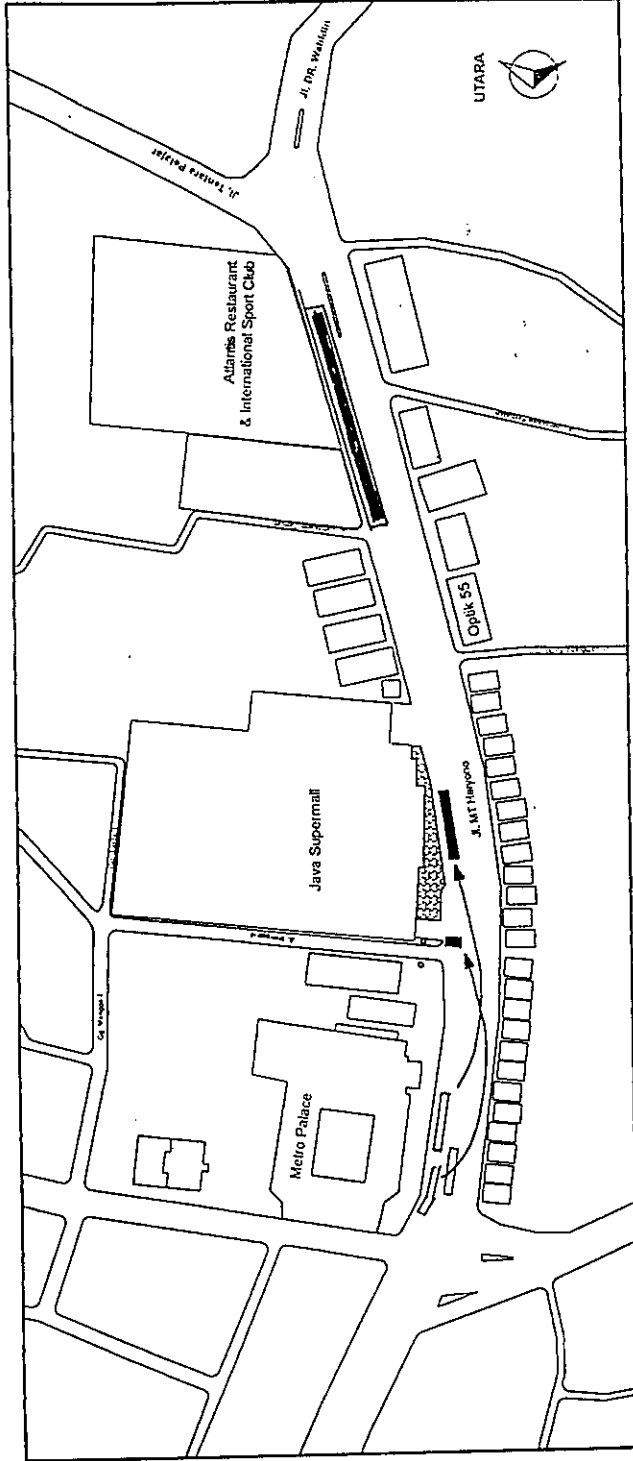 UTARA
Jl. DR. Wahidin
Jl. Tentara Pelajar
Atlantis Restaurant
& International Sport Club
Optik 55
Jl. MT Haryono
Java Supermall
Metro Palace